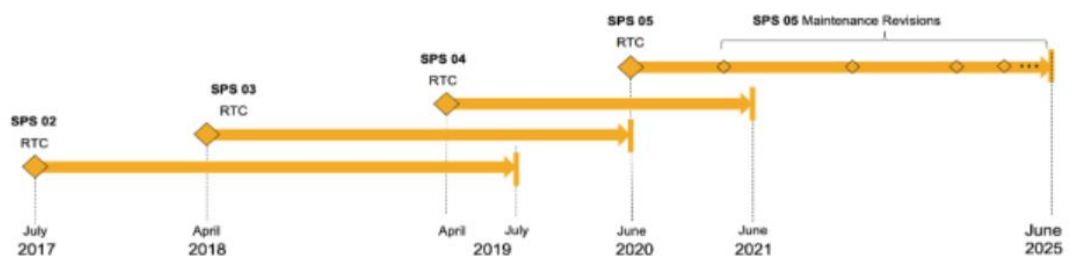 SPS 05
RTC
SPS 05 Maintenance Revisions
SPS 04
RTC
SPS 03
RTC
SPS 02
RTC
July
2017
April
2018
April
July
2019
June
2020
June
2021
June
2025